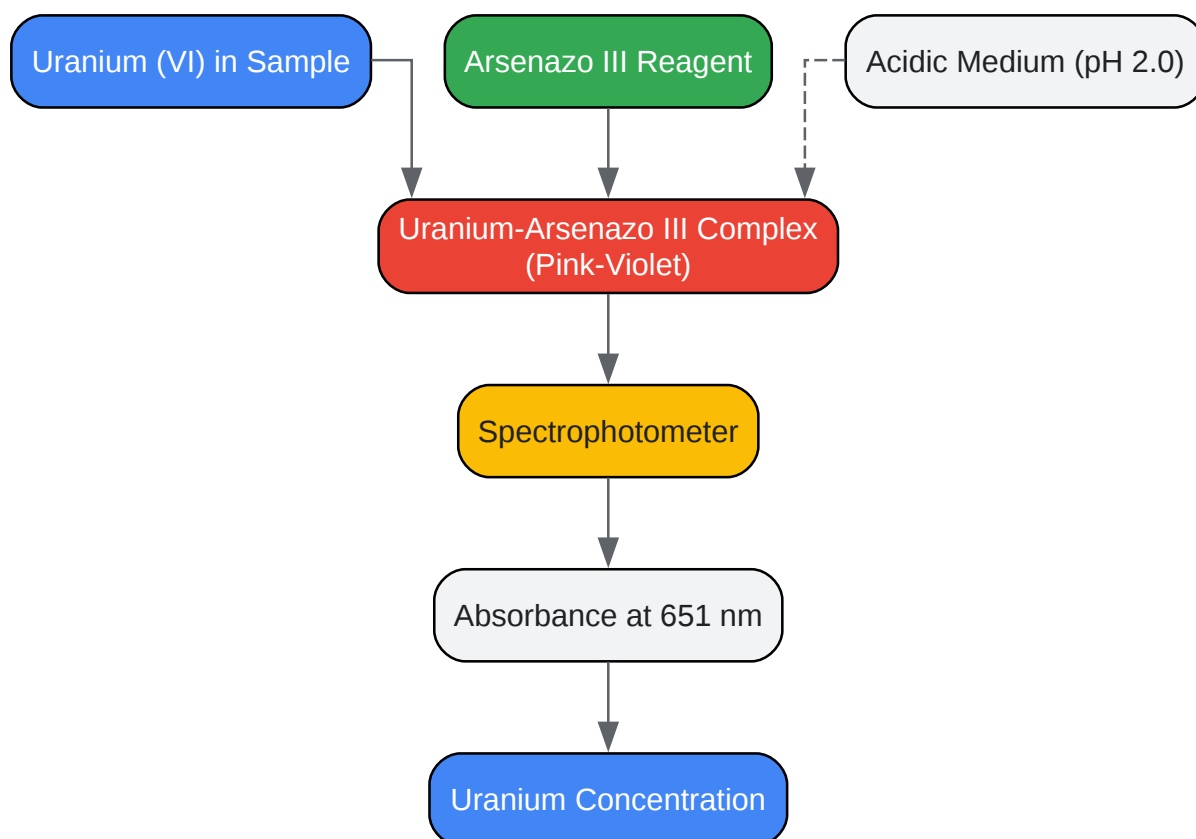 Uranium (VI) in Sample
Arsenazo III Reagent
Acidic Medium (pH 2.0)
Uranium-Arsenazo III Complex
(Pink-Violet)
Spectrophotometer
Absorbance at 651 nm
Uranium Concentration